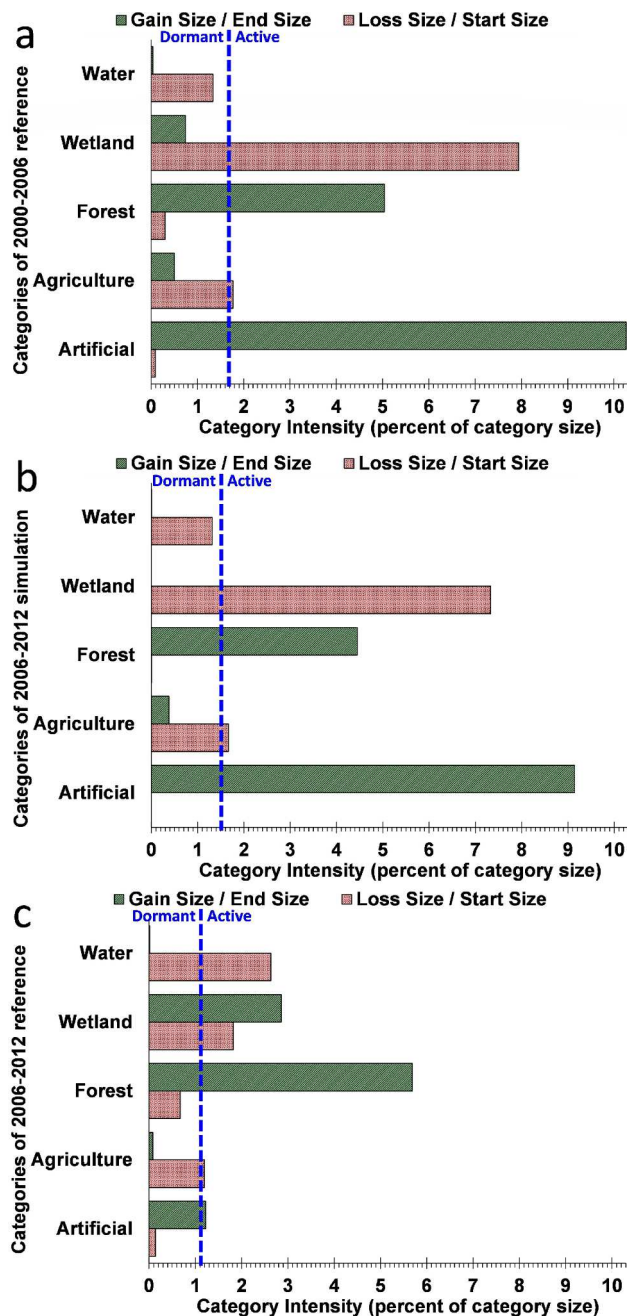 a
Gain Size / End Size Loss Size / Start Size
Dormant Active
Categories of 2000-2006 reference
Water
Wetland
Forest
Agriculture
Artificial
0 1 2 3 4 5 6 7 8 9 10
Category Intensity (percent of category size)
b
Gain Size / End Size Loss Size / Start Size
Dormant Active
Categories of 2006-2012 simulation
Water
Wetland
Forest
Agriculture
Artificial
0 1 2 3 4 5 6 7 8 9 10
Category Intensity (percent of category size)
c
Gain Size / End Size Loss Size / Start Size
Dormant Active
Categories of 2006-2012 reference
Water
Wetland
Forest
Agriculture
Artificial
0 1 2 3 4 5 6 7 8 9 10
Category Intensity (percent of category size)